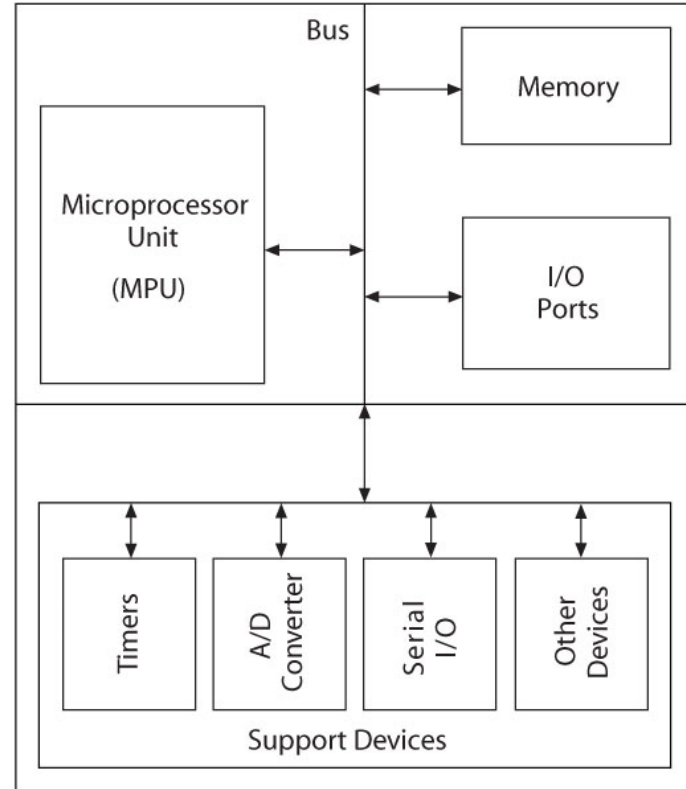 Bus
Memory
Microprocessor
Unit
(MPU)
I/O
Ports
Timers
A/D
Converter
Serial
I/O
Other
Devices
Support Devices